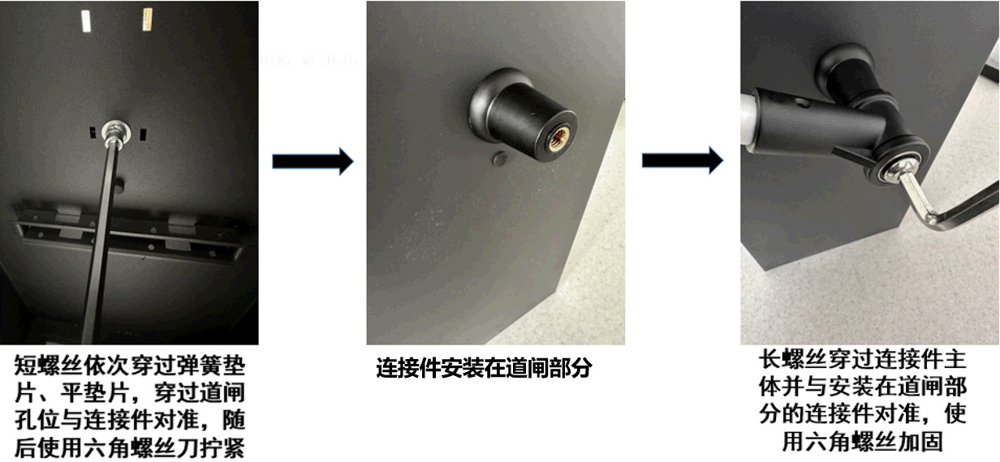 短螺丝依次穿过弹簧垫
片、平垫片，穿过道闸
孔位与连接件对准，随
后使用六角螺丝刀拧紧
连接件安装在道闸部分
长螺丝穿过连接件主
体并与安装在道闸部
分的连接件对准，使
用六角螺丝加固